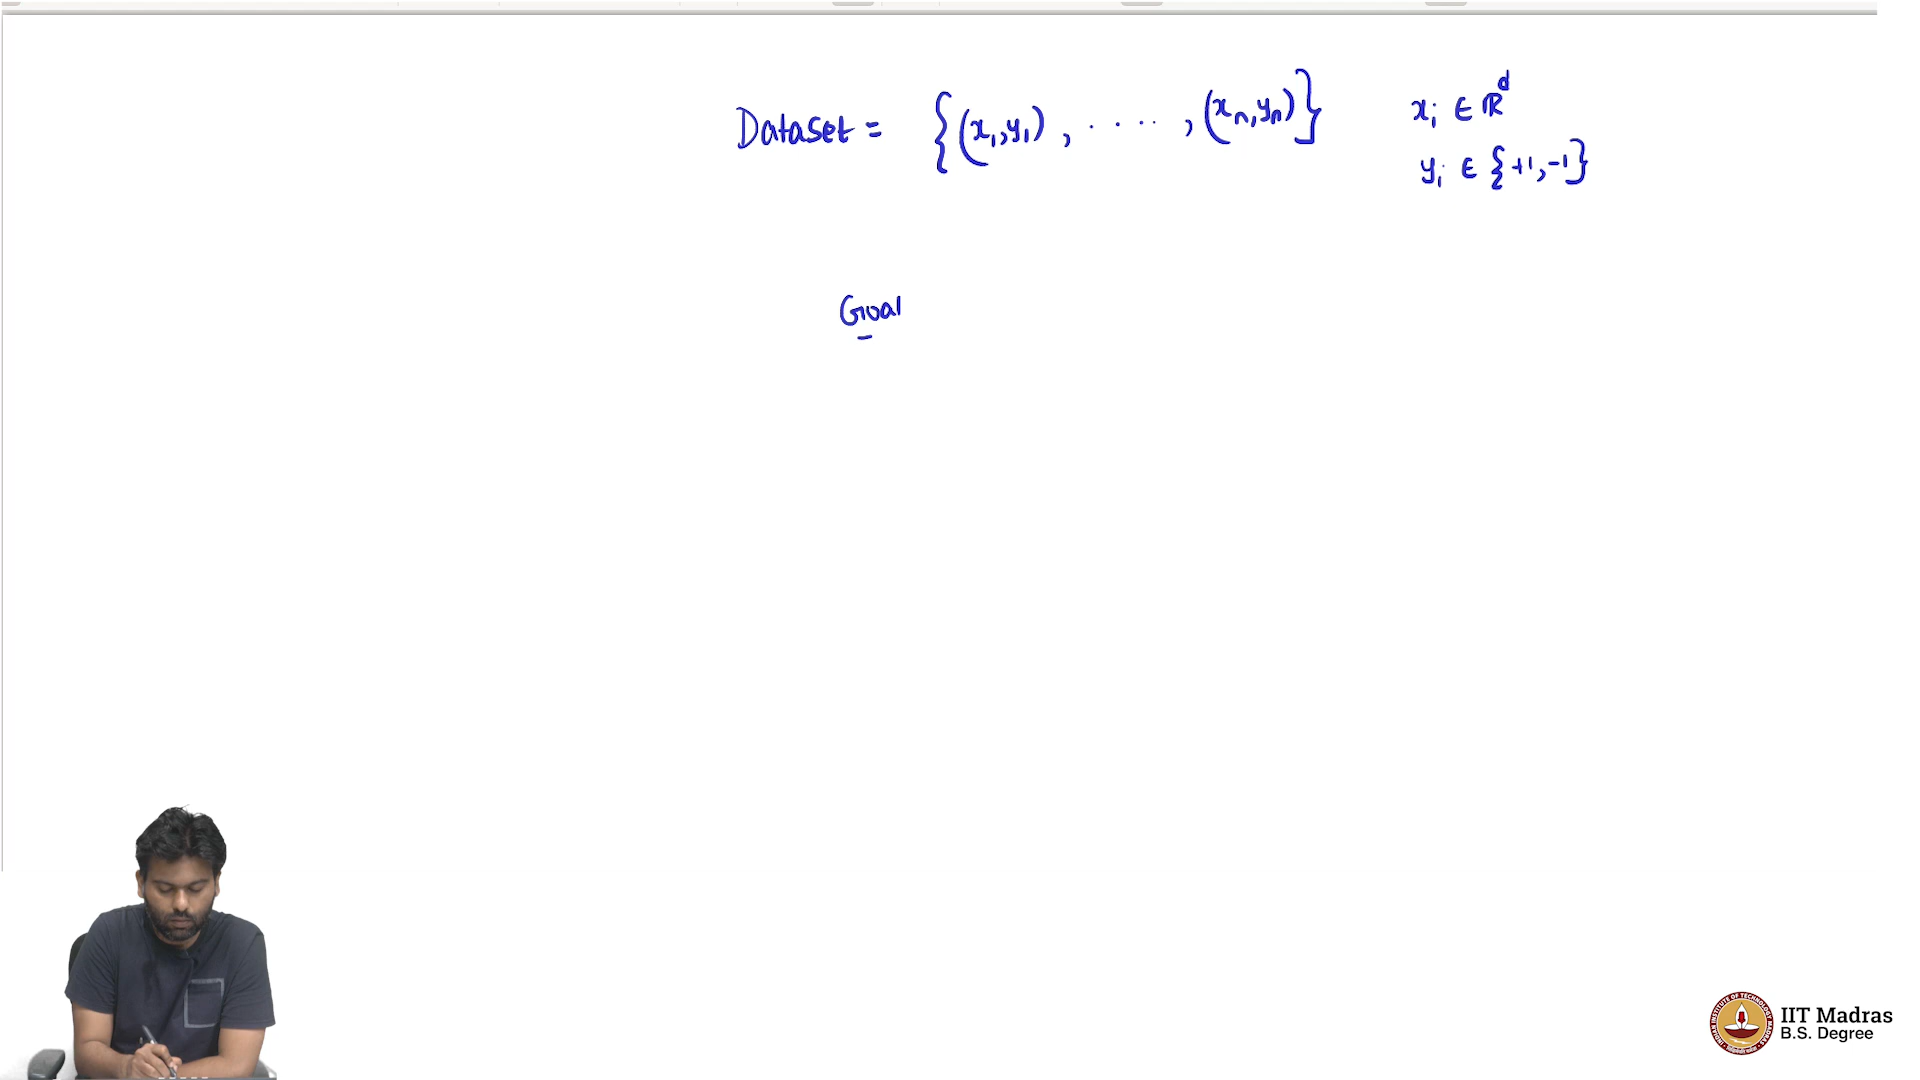 Dataset = {(x₁,y₁), ....., (xₙ,yₙ)} xᵢ ∈ ℝᵈ
yᵢ ∈ {+1,-1}
Goal
IIT Madras
B.S. Degree